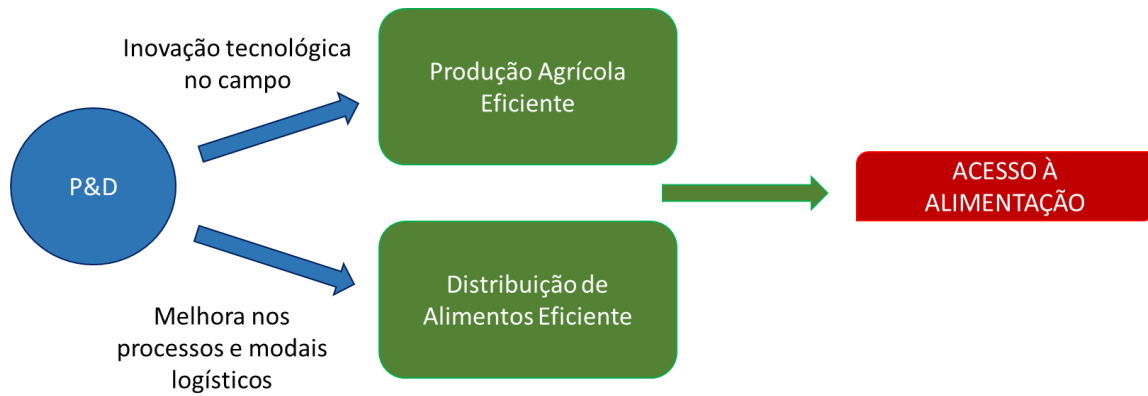 Inovação tecnológica
no campo
Produção Agrícola
Eficiente
P&D
ACESSO À
ALIMENTAÇÃO
Distribuição de
Alimentos Eficiente
Melhora nos
processos e modais
logísticos